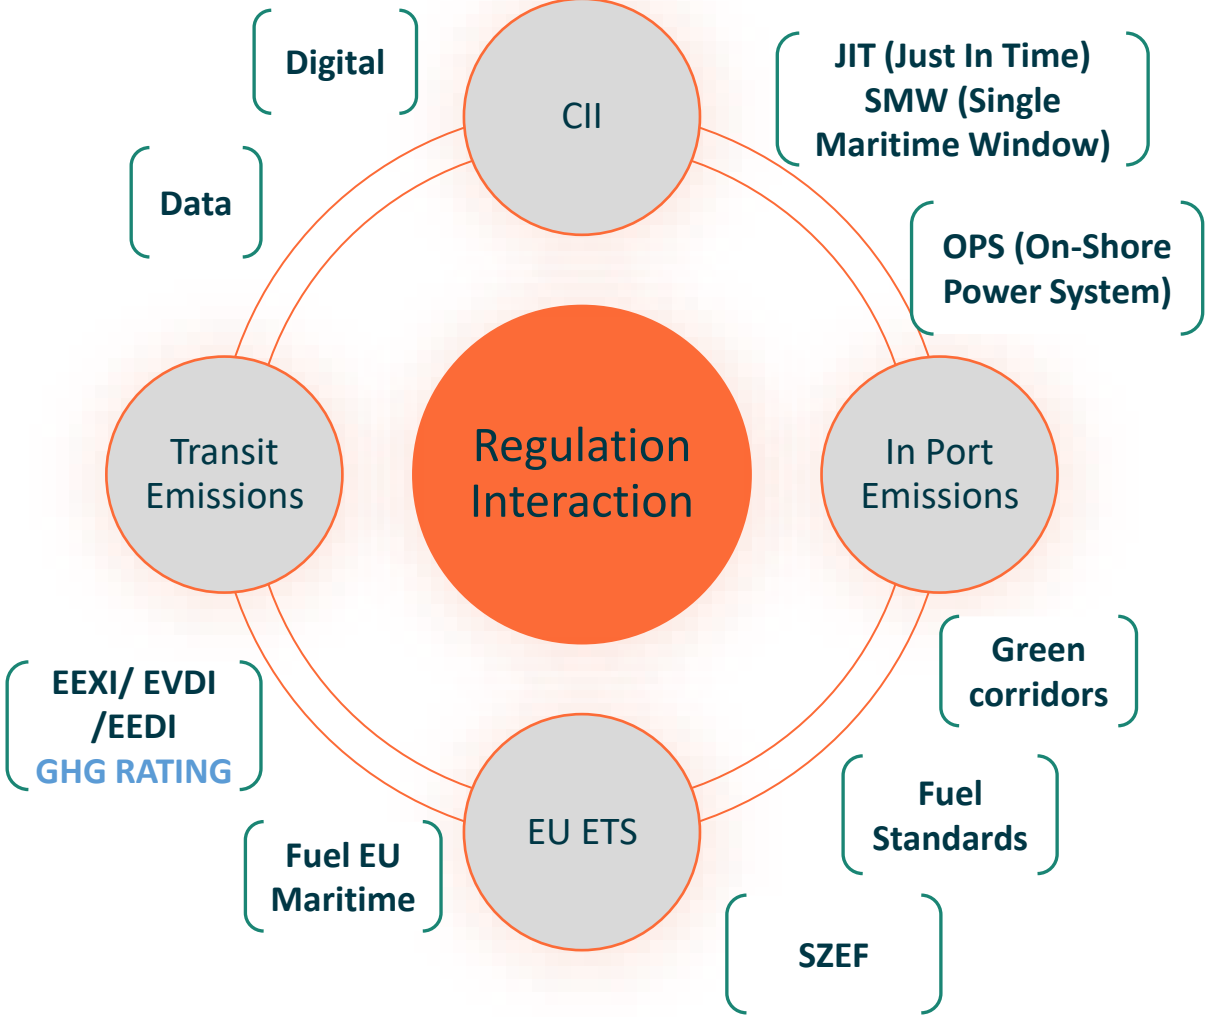 Digital
CII
JIT (Just In Time)
SMW (Single
Maritime Window)
Data
OPS (On-Shore
Power System)
Transit
Emissions
Regulation
Interaction
In Port
Emissions
Green
corridors
EEXI/ EVDI
/EEDI
GHG RATING
Fuel EU
Maritime
EU ETS
Fuel
Standards
SZEF